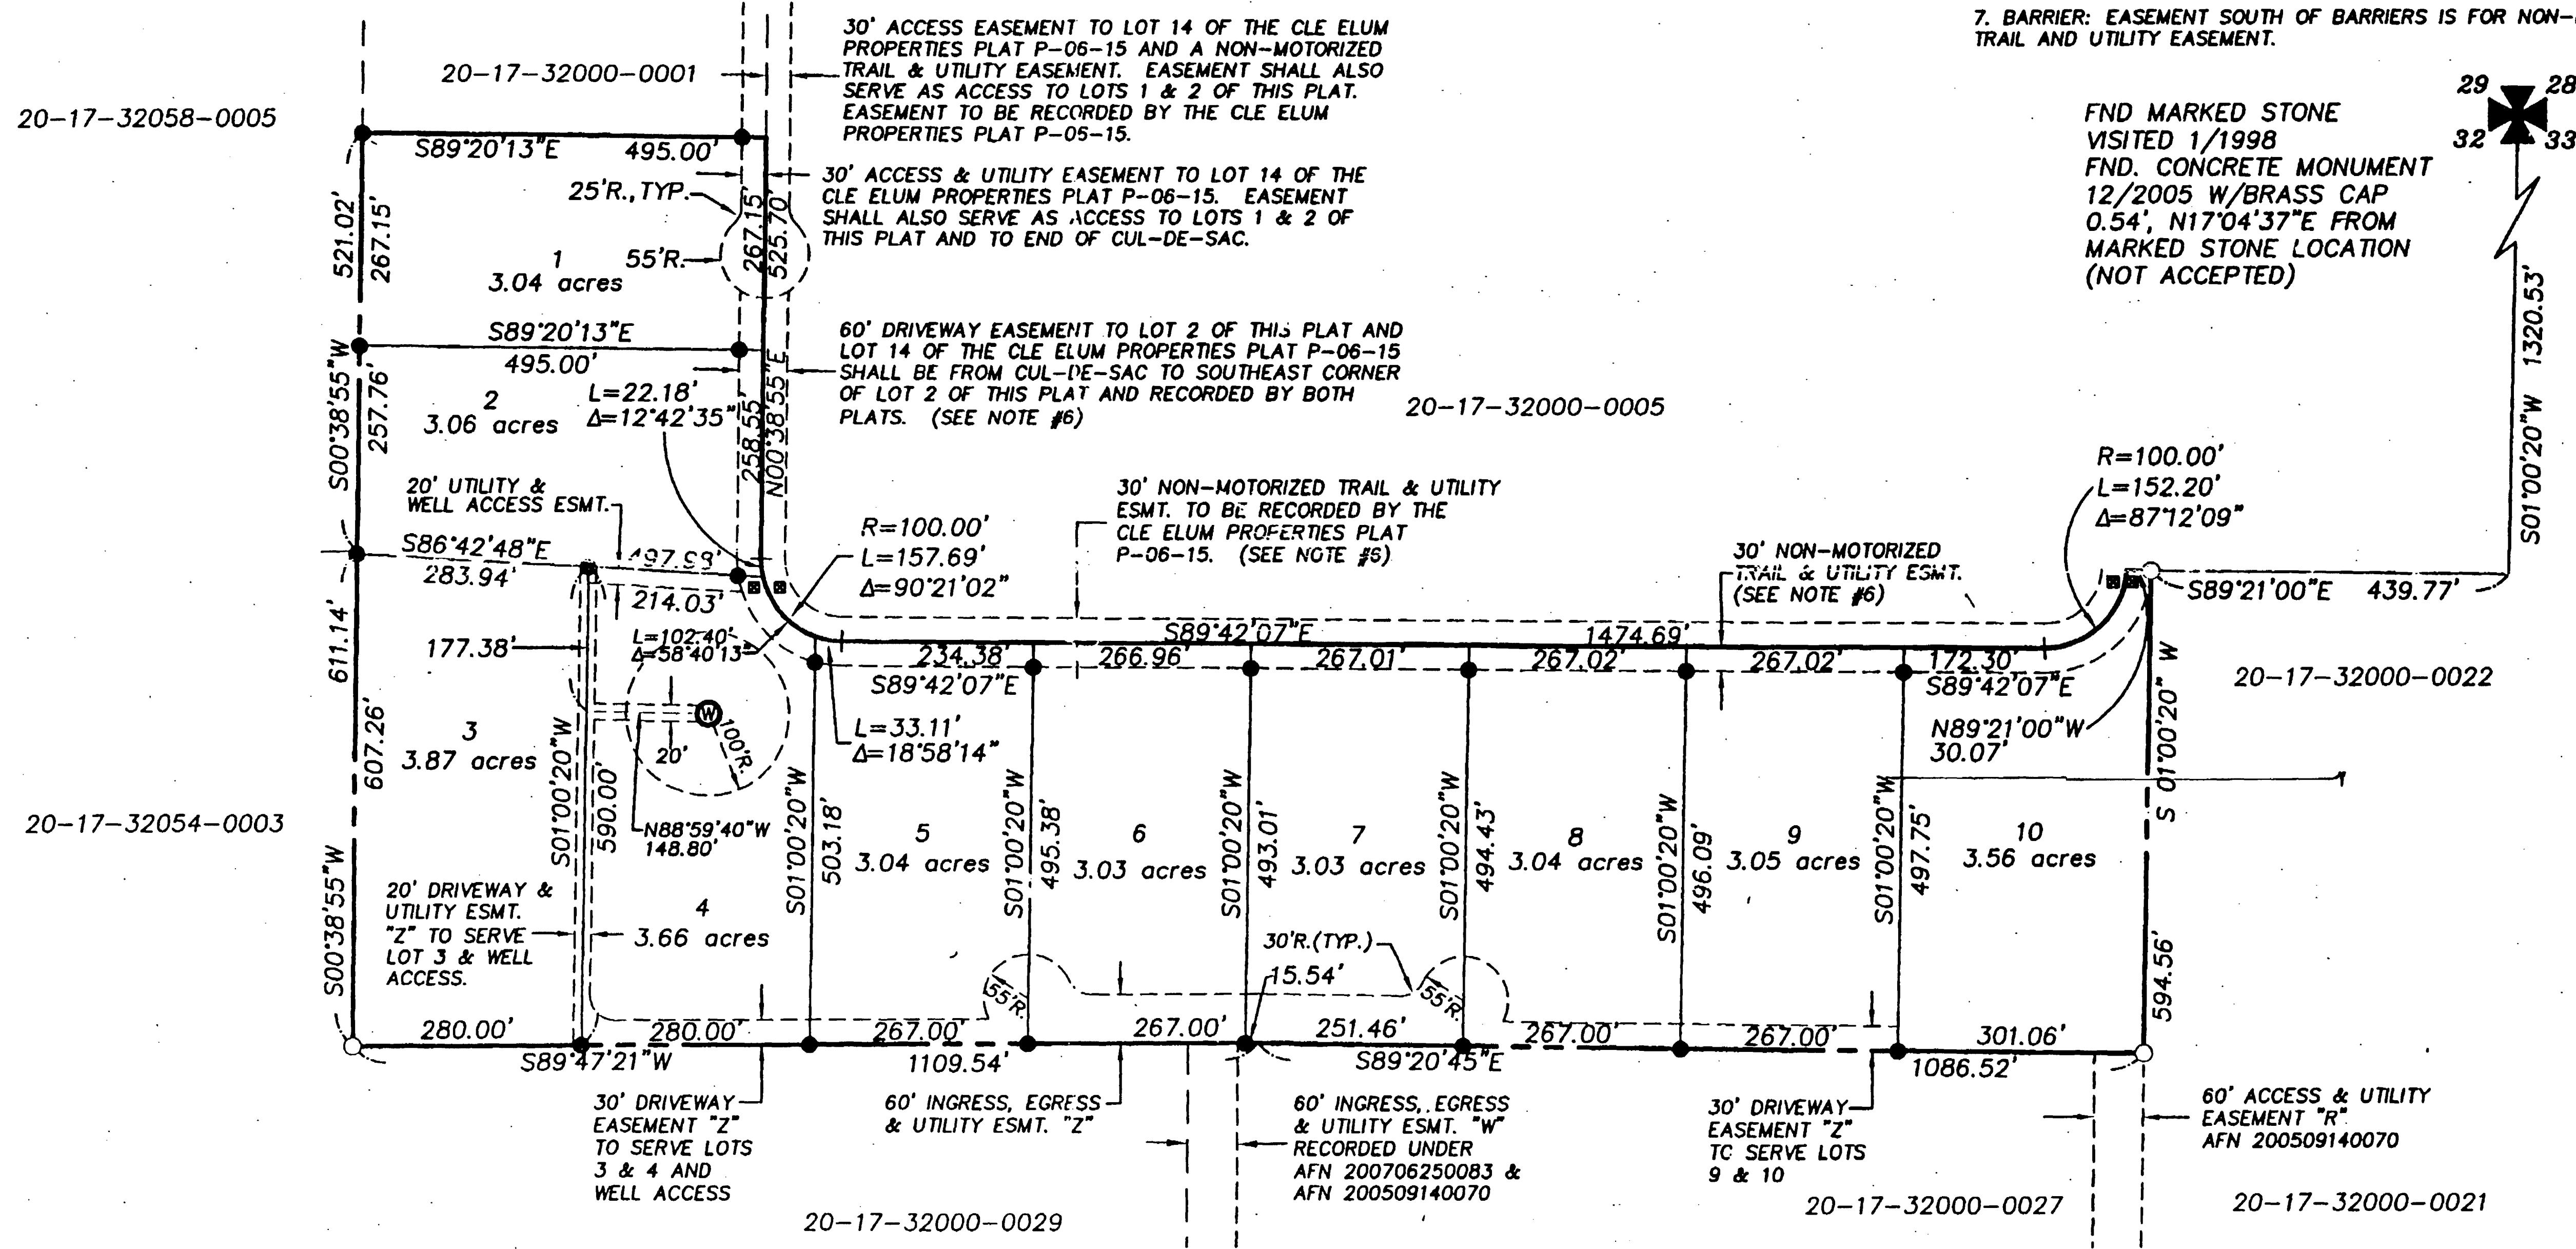 7. BARRIER: EASEMENT SOUTH OF BARRIERS IS FOR NON-
TRAIL AND UTILITY EASEMENT.
30' ACCESS EASEMENT TO LOT 14 OF THE CLE ELUM
PROPERTIES PLAT P-06-15 AND A NON-MOTORIZED
TRAIL & UTILITY EASEMENT. EASEMENT SHALL ALSO
SERVE AS ACCESS TO LOTS 1 & 2 OF THIS PLAT.
EASEMENT TO BE RECORDED BY THE CLE ELUM
PROPERTIES PLAT P-05-15.
20-17-32000-0001
20-17-32058-0005
29 28
32 33
FND MARKED STONE
VISITED 1/1998
FND. CONCRETE MONUMENT
12/2005 W/BRASS CAP
0.54', N17°04'37"E FROM
MARKED STONE LOCATION
(NOT ACCEPTED)
S01°00'20"W 1320.53'
S89°20'13"E 495.00'
30' ACCESS & UTILITY EASEMENT TO LOT 14 OF THE
CLE ELUM PROPERTIES PLAT P-06-15. EASEMENT
SHALL ALSO SERVE AS ACCESS TO LOTS 1 & 2 OF
THIS PLAT AND TO END OF CUL-DE-SAC.
25'R., TYP.
55'R.
521.02'
267.15'
267.15'
525.70'
1
3.04 acres
S89°20'13"E
495.00'
60' DRIVEWAY EASEMENT TO LOT 2 OF THIS PLAT AND
LOT 14 OF THE CLE ELUM PROPERTIES PLAT P-06-15
SHALL BE FROM CUL-DE-SAC TO SOUTHEAST CORNER
OF LOT 2 OF THIS PLAT AND RECORDED BY BOTH
PLATS. (SEE NOTE #6)
20-17-32000-0005
S00°38'55"W
257.76'
2
3.06 acres
L=22.18'
Δ=12°42'35"
258.55'
N00°38'55"E
20' UTILITY &
WELL ACCESS ESMT.
S86°42'48"E 497.98'
283.94'
214.03'
R=100.00'
L=157.69'
Δ=90°21'02"
30' NON-MOTORIZED TRAIL & UTILITY
ESMT. TO BE RECORDED BY THE
CLE ELUM PROPERTIES PLAT
P-06-15. (SEE NOTE #6)
30' NON-MOTORIZED
TRAIL & UTILITY ESMT.
(SEE NOTE #6)
R=100.00'
L=152.20'
Δ=87°12'09"
S89°21'00"E 439.77'
L=102.40'
Δ=58°40'13"
S89°42'07"E 1474.69'
234.38' 266.96' 267.01' 267.02' 267.02' 172.30'
S89°42'07"E
S89°42'07"E
L=33.11'
Δ=18°58'14"
20-17-32000-0022
N89°21'00"W
30.07'
S 01°00'20" W
594.56'
611.14'
607.26'
177.38'
3
3.87 acres
S01°00'20"W
590.00'
W
100'R.
20'
N88°59'40"W
148.80'
20-17-32054-0003
S00°38'55"W
20' DRIVEWAY &
UTILITY ESMT.
"Z" TO SERVE
LOT 3 & WELL
ACCESS.
4
3.66 acres
S01°00'20"W
503.18'
5
3.04 acres
S01°00'20"W
495.38'
6
3.03 acres
S01°00'20"W
493.01'
7
3.03 acres
S01°00'20"W
494.43'
8
3.04 acres
S01°00'20"W
496.09'
9
3.05 acres
S01°00'20"W
497.75'
10
3.56 acres
30'R.(TYP.)
15.54'
55'R.
55'R.
280.00' 280.00' 267.00' 267.00' 251.46' 267.00' 267.00' 301.06'
S89°47'21"W 1109.54' S89°20'45"E 1086.52'
30' DRIVEWAY
EASEMENT "Z"
TO SERVE LOTS
3 & 4 AND
WELL ACCESS
60' INGRESS, EGRESS
& UTILITY ESMT. "Z"
60' INGRESS, EGRESS
& UTILITY ESMT. "W"
RECORDED UNDER
AFN 200706250083 &
AFN 200509140070
30' DRIVEWAY
EASEMENT "Z"
TO SERVE LOTS
9 & 10
60' ACCESS & UTILITY
EASEMENT "R"
AFN 200509140070
20-17-32000-0029
20-17-32000-0027
20-17-32000-0021